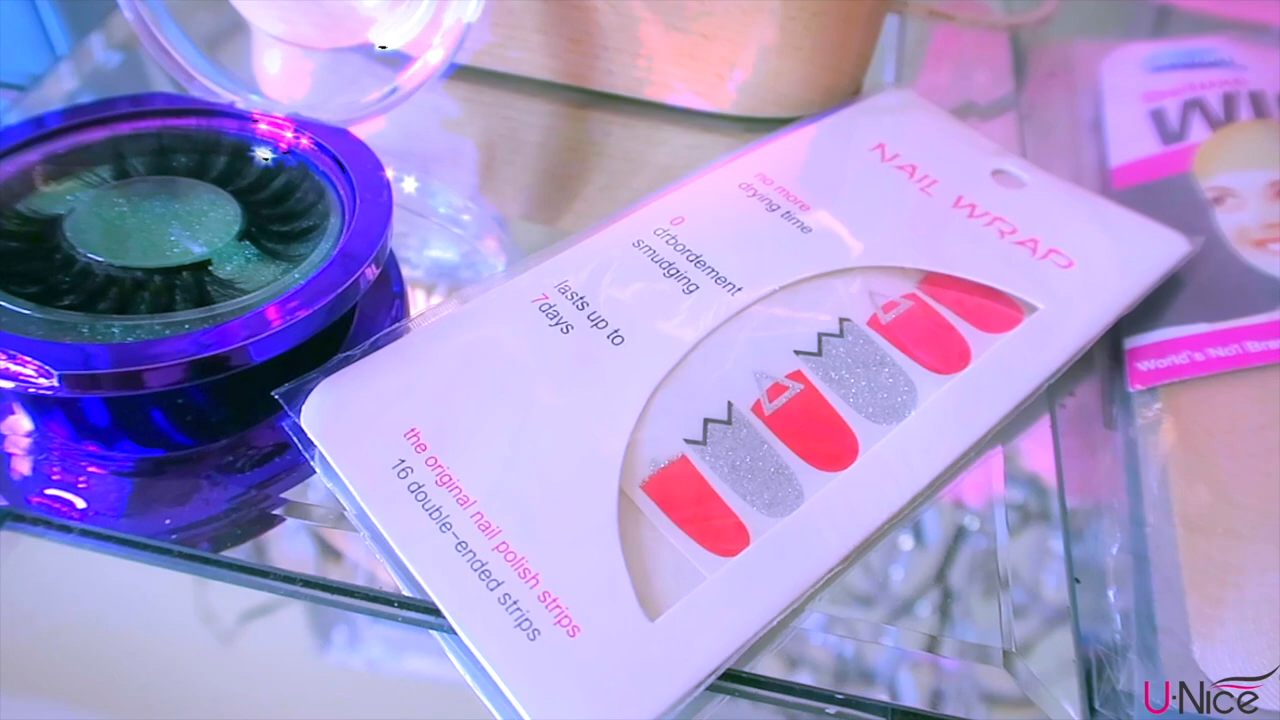 NAIL WRAP
no more
drying time
0
drbordement
smudging
lasts up to
7days
the original nail polish strips
16 double-ended strips
World's No1
U·Nice